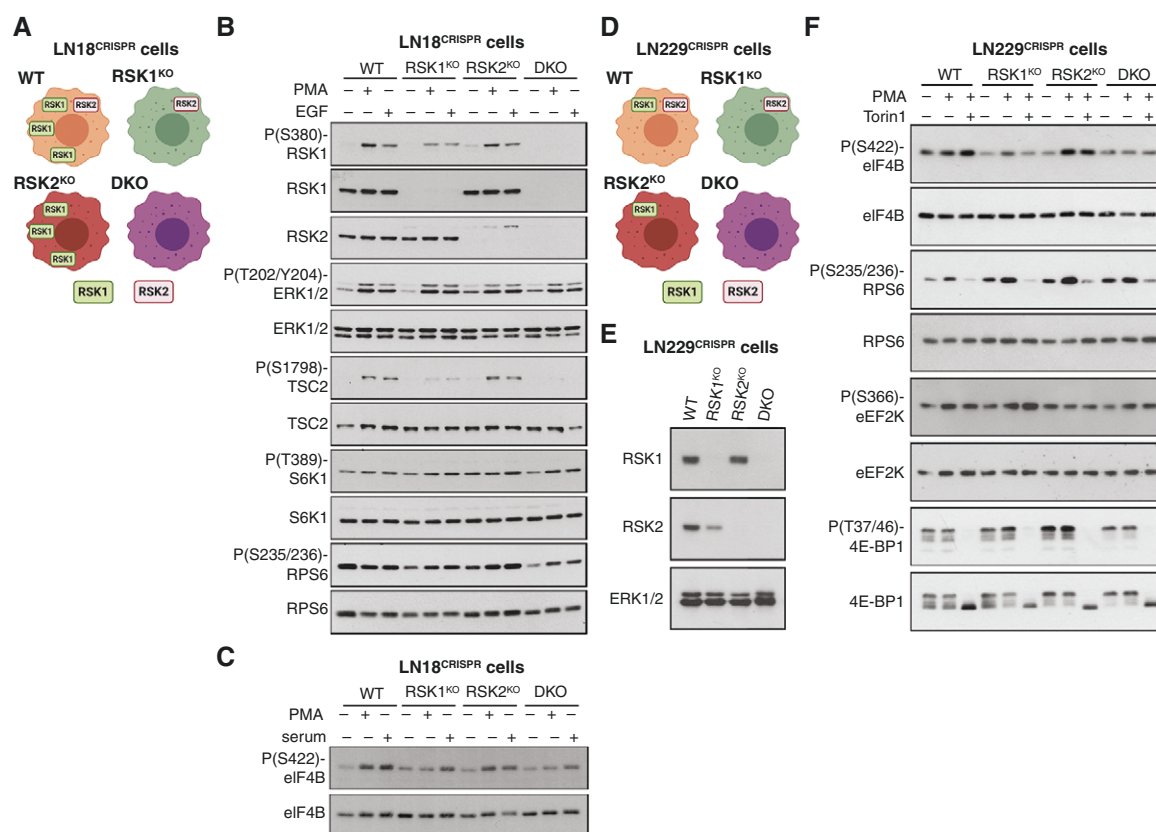 A
LN18CRISPR cells
WT
RSK1KO
RSK1
RSK2
RSK1
RSK1
RSK2
RSK2KO
DKO
RSK1
RSK1
RSK1
RSK1
RSK2
B
LN18CRISPR cells
WT RSK1KO RSK2KO DKO
PMA – + – – + – – + – – + –
EGF – – + – – + – – + – – +
P(S380)-
RSK1
RSK1
RSK2
P(T202/Y204)-
ERK1/2
ERK1/2
P(S1798)-
TSC2
TSC2
P(T389)-
S6K1
S6K1
P(S235/236)-
RPS6
RPS6
C
LN18CRISPR cells
WT RSK1KO RSK2KO DKO
PMA – + – – + – – + – – + –
serum – – + – – + – – + – – +
P(S422)-
eIF4B
eIF4B
D
LN229CRISPR cells
WT
RSK1KO
RSK1
RSK2
RSK2
RSK2KO
DKO
RSK1
RSK1
RSK2
E
LN229CRISPR cells
WT
RSK1KO
RSK2KO
DKO
RSK1
RSK2
ERK1/2
F
LN229CRISPR cells
WT RSK1KO RSK2KO DKO
PMA – + + – + + – + + – + +
Torin1 – – + – – + – – + – – +
P(S422)-
eIF4B
eIF4B
P(S235/236)-
RPS6
RPS6
P(S366)-
eEF2K
eEF2K
P(T37/46)-
4E-BP1
4E-BP1